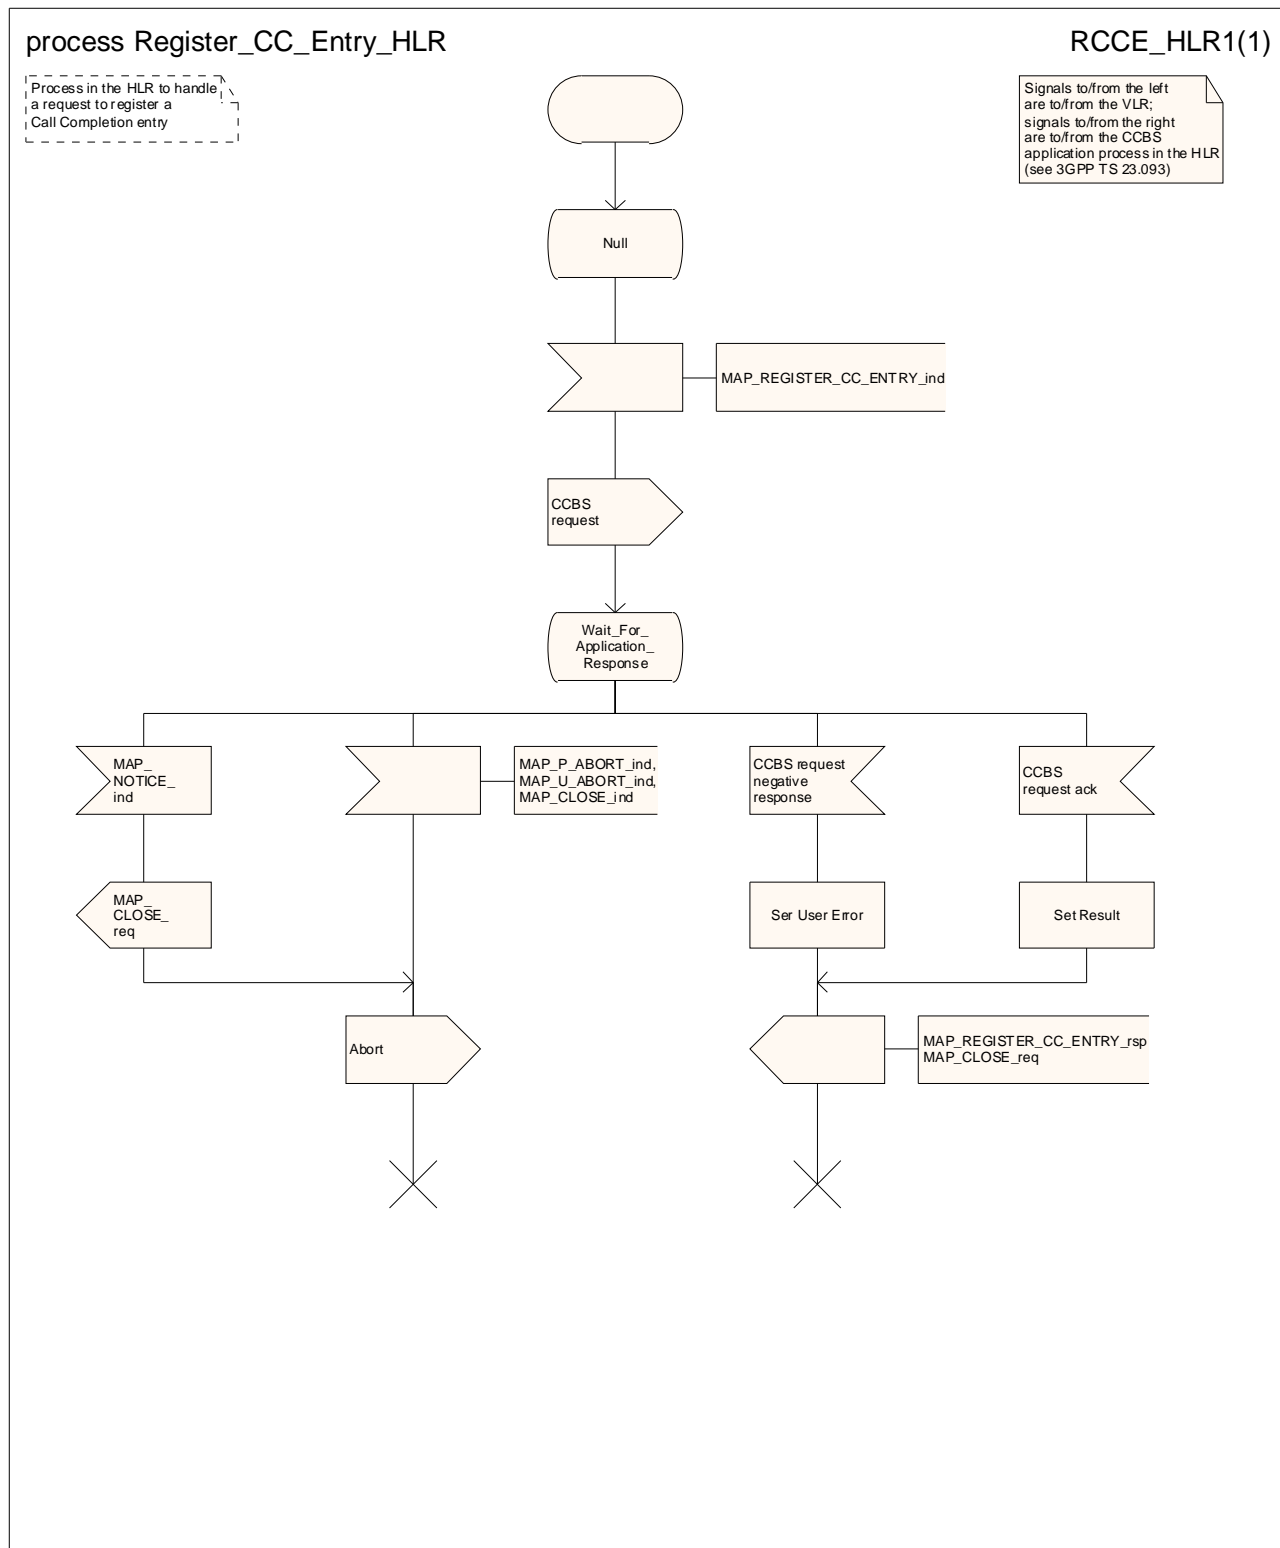 process Register_CC_Entry_HLR
RCCE_HLR1(1)
Process in the HLR to handle
a request to register a
Call Completion entry
Signals to/from the left
are to/from the VLR;
signals to/from the right
are to/from the CCBS
application process in the HLR
(see 3GPP TS 23.093)
Null
MAP_REGISTER_CC_ENTRY_ind
CCBS
request
Wait_For_
Application_
Response
MAP_
NOTICE_
ind
MAP_P_ABORT_ind,
MAP_U_ABORT_ind,
MAP_CLOSE_ind
CCBS request
negative
response
CCBS
request ack
MAP_
CLOSE_
req
Ser User Error
Set Result
Abort
MAP_REGISTER_CC_ENTRY_rsp
MAP_CLOSE_req